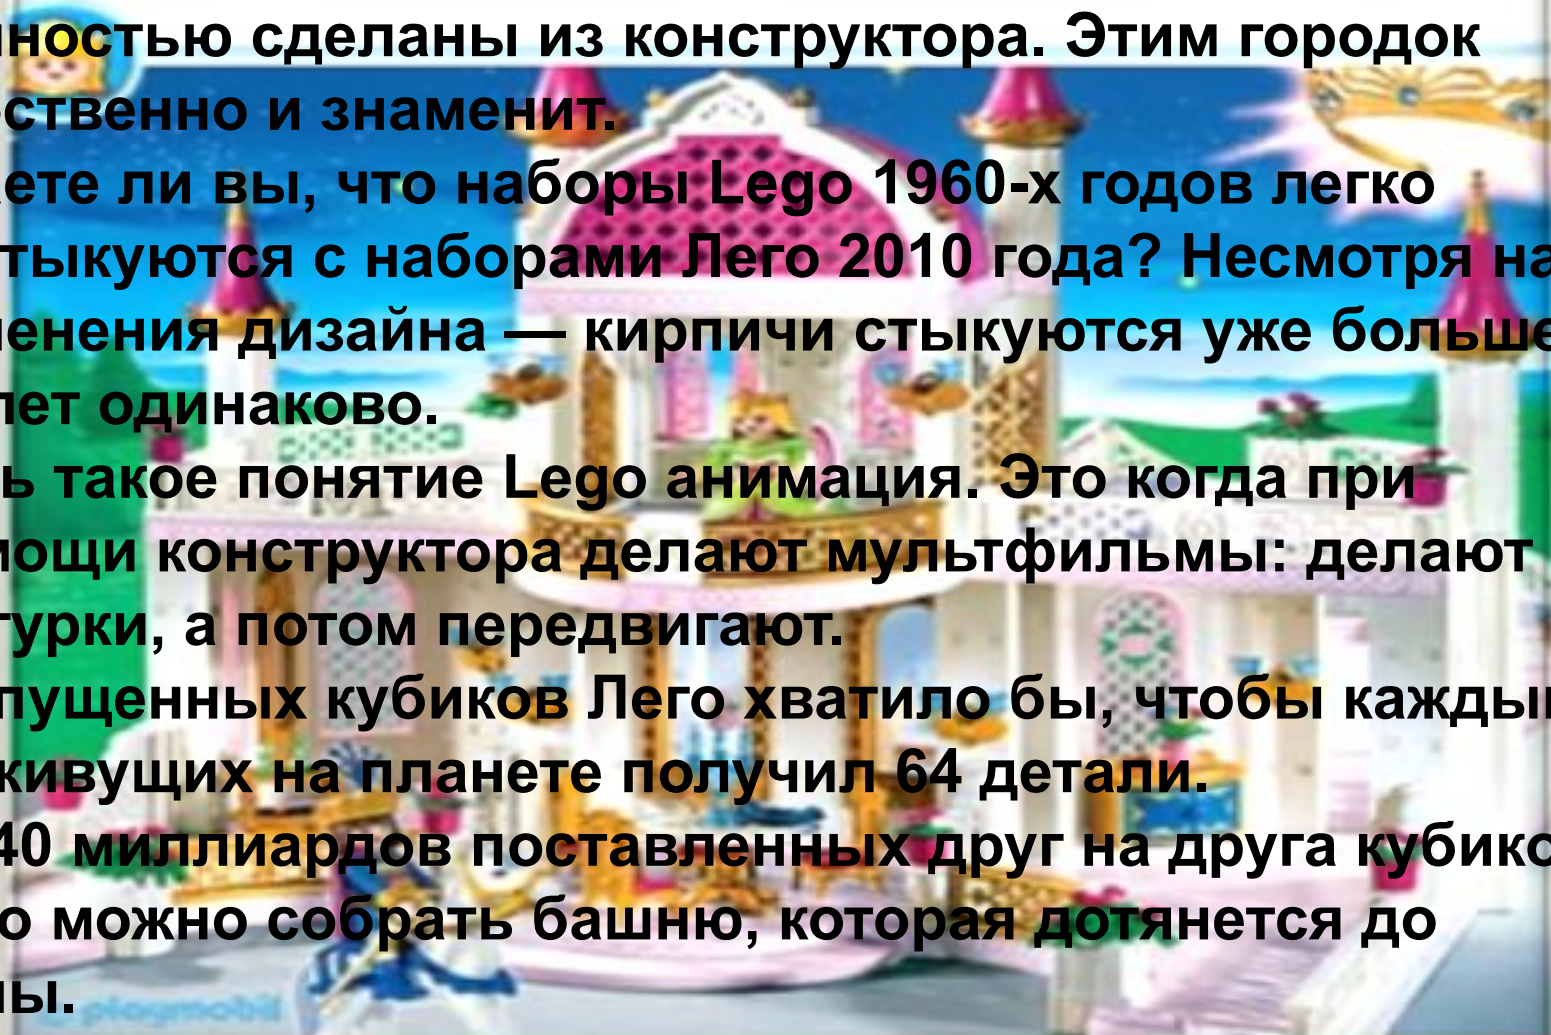 ностью сделаны из конструктора. Этим городок
ственно и знаменит.
ете ли вы, что наборы Lego 1960-х годов легко
тыкуются с наборами Лего 2010 года? Несмотря на
енения дизайна — кирпичи стыкуются уже больше
лет одинаково.
ь такое понятие Lego анимация. Это когда при
мощи конструктора делают мультфильмы: делают
гурки, а потом передвигают.
пущенных кубиков Лего хватило бы, чтобы кажды
живущих на планете получил 64 детали.
40 миллиардов поставленных друг на друга кубико
о можно собрать башню, которая дотянется до
ны.
playmobil